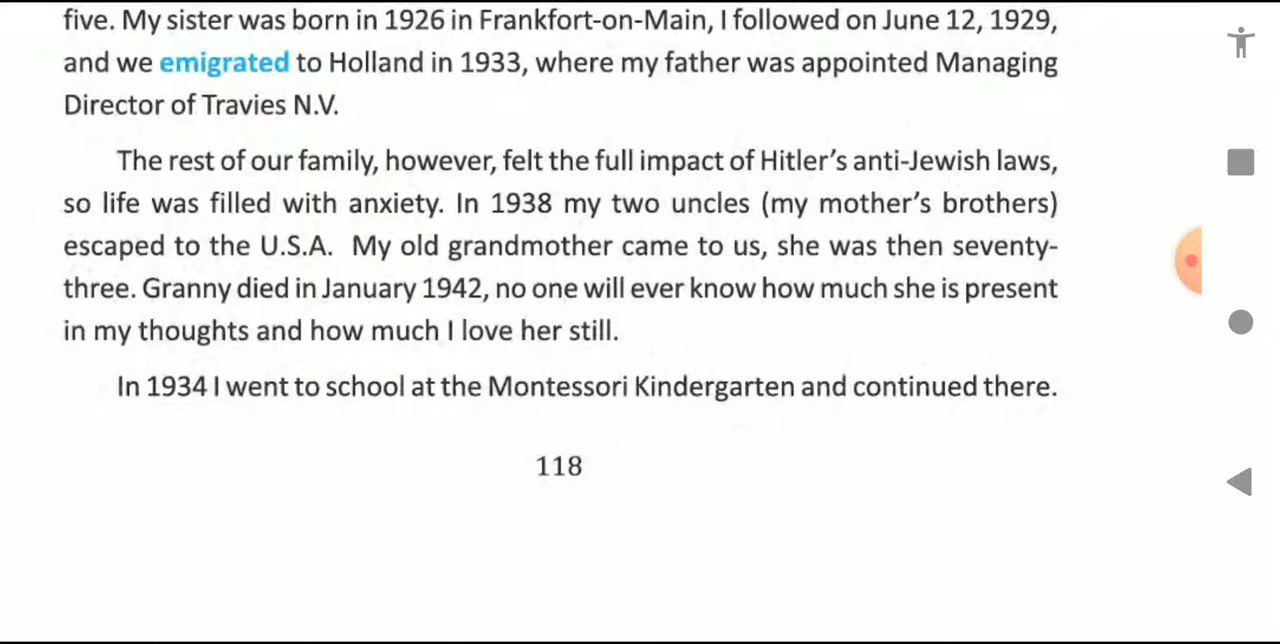 five. My sister was born in 1926 in Frankfort-on-Main, I followed on June 12, 1929,
and we emigrated to Holland in 1933, where my father was appointed Managing
Director of Travies N.V.
The rest of our family, however, felt the full impact of Hitler’s anti-Jewish laws,
so life was filled with anxiety. In 1938 my two uncles (my mother’s brothers)
escaped to the U.S.A. My old grandmother came to us, she was then seventy-
three. Granny died in January 1942, no one will ever know how much she is present
in my thoughts and how much I love her still.
In 1934 I went to school at the Montessori Kindergarten and continued there.
118